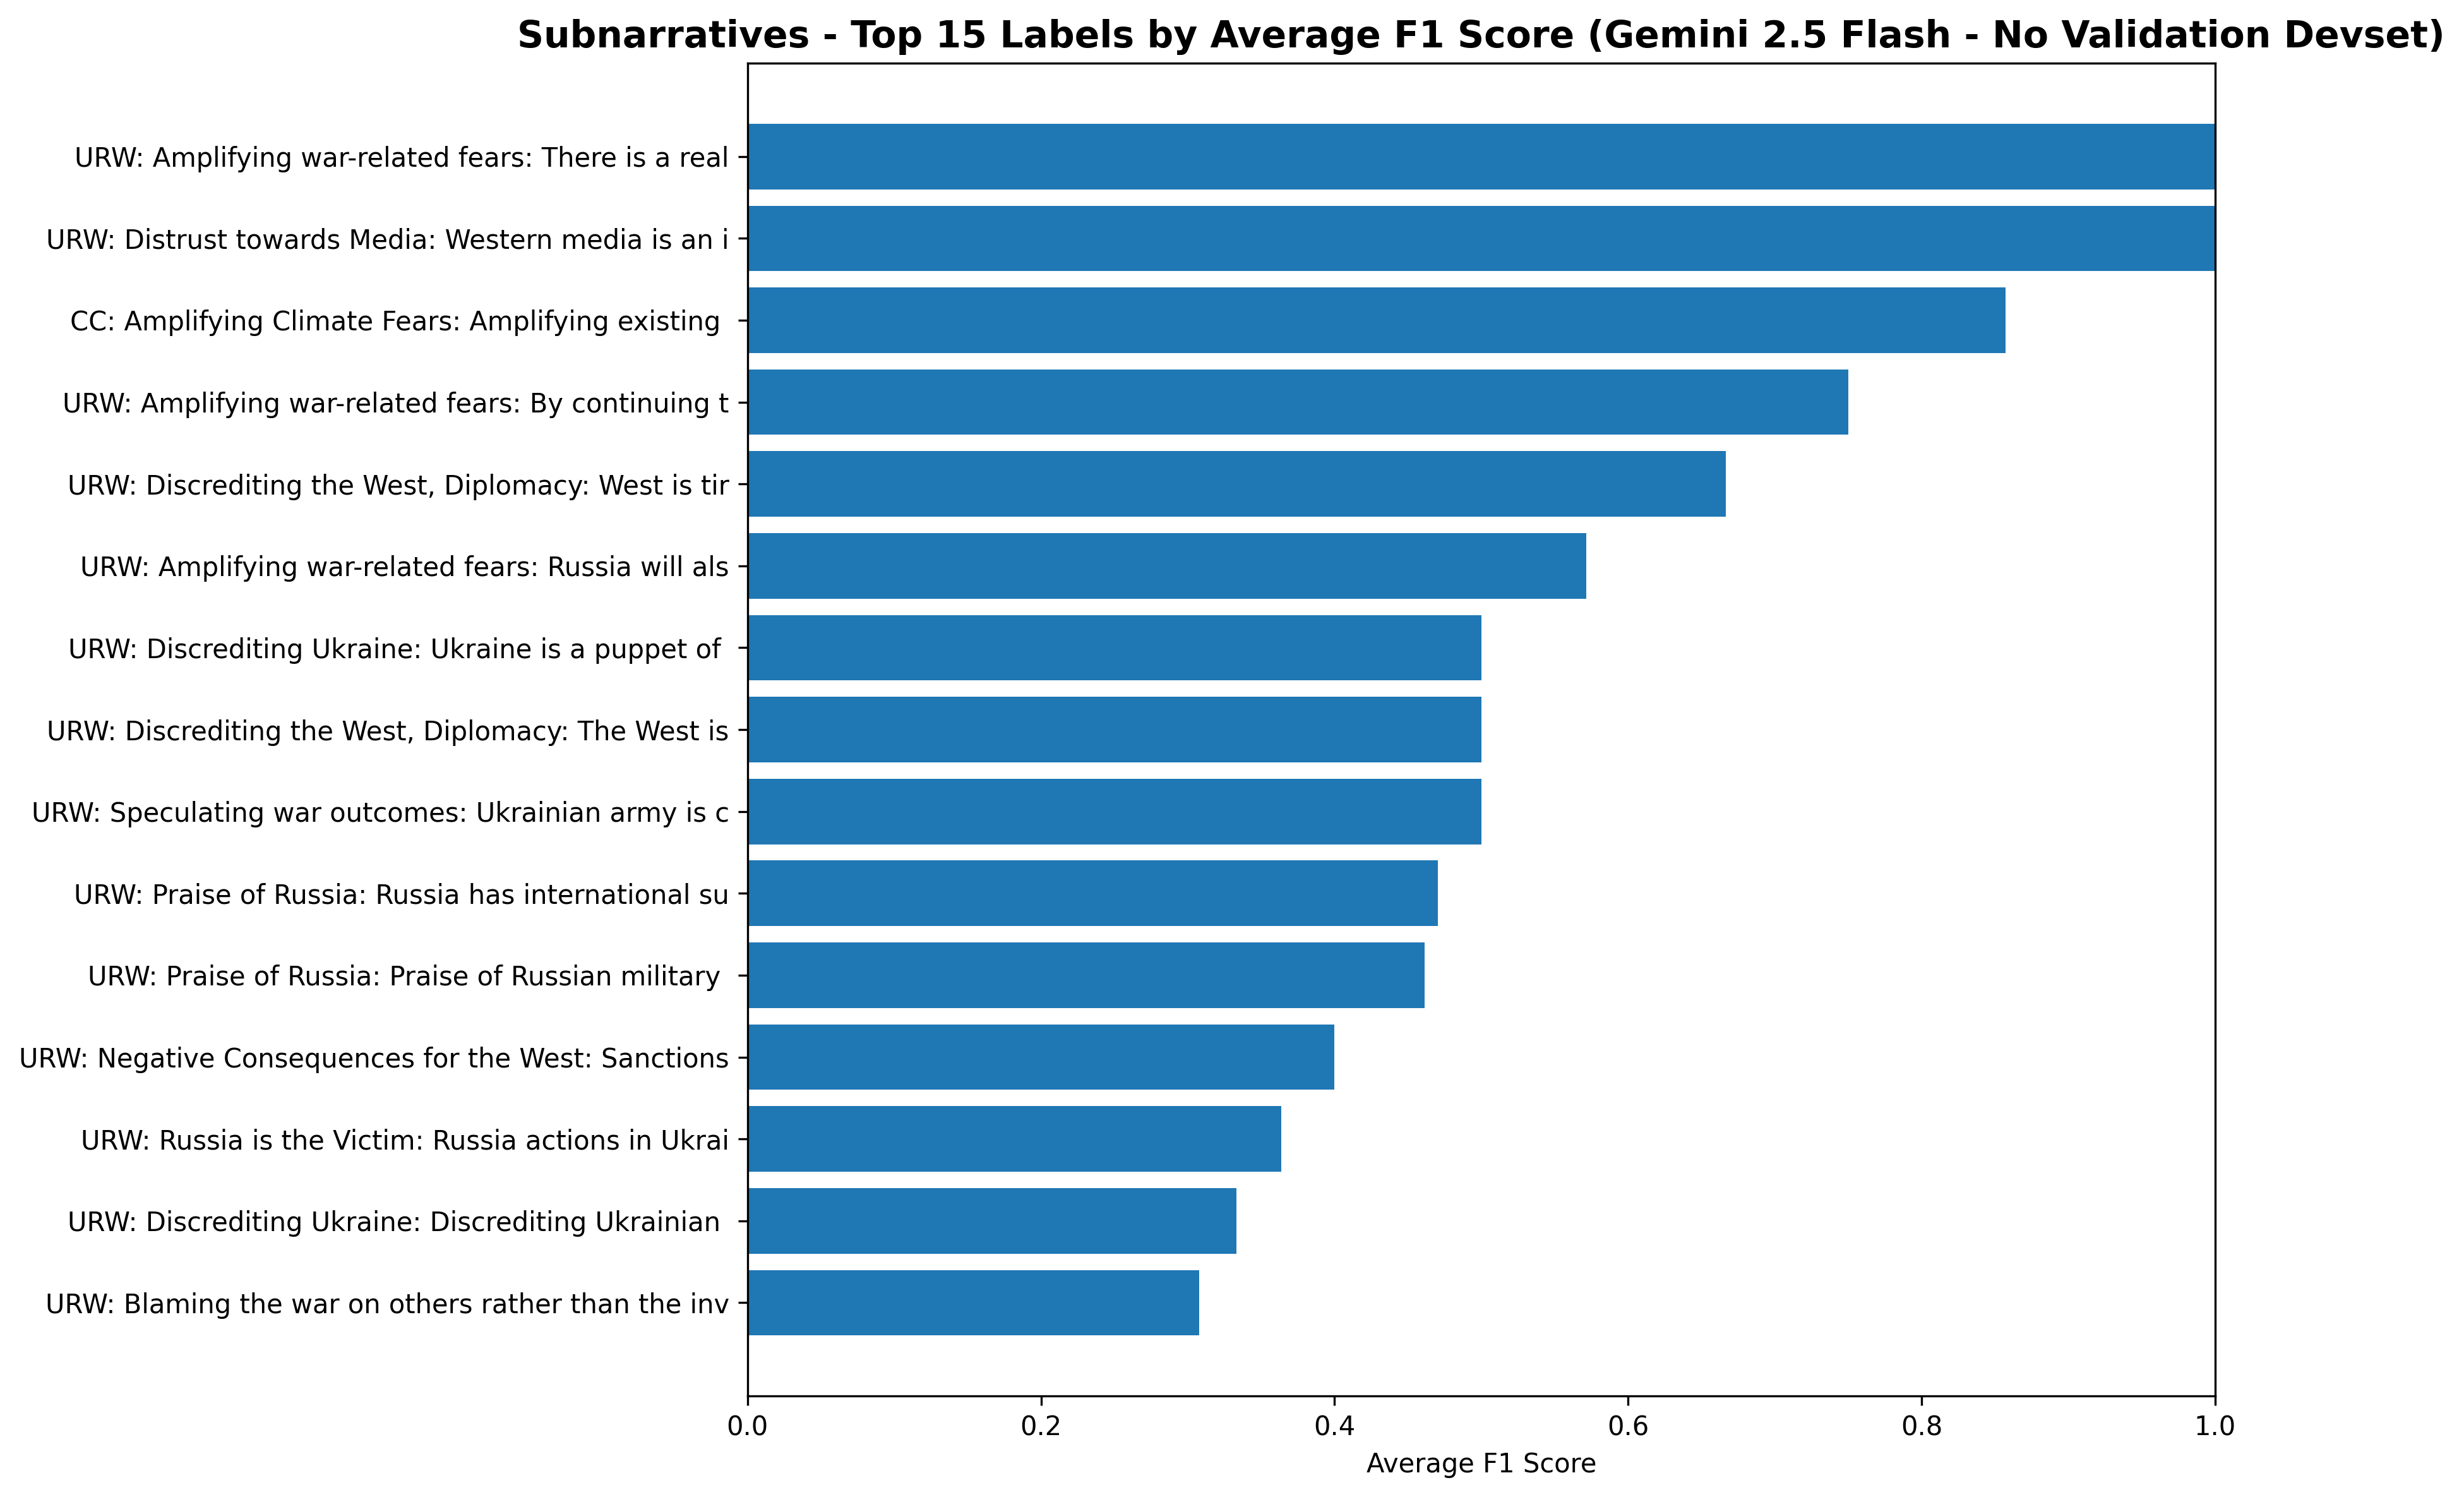 Subnarratives - Top 15 Labels by Average F1 Score (Gemini 2.5 Flash - No Validation Devset)
URW: Amplifying war-related fears: There is a real
URW: Distrust towards Media: Western media is an i
CC: Amplifying Climate Fears: Amplifying existing
URW: Amplifying war-related fears: By continuing t
URW: Discrediting the West, Diplomacy: West is tir
URW: Amplifying war-related fears: Russia will als
URW: Discrediting Ukraine: Ukraine is a puppet of
URW: Discrediting the West, Diplomacy: The West is
URW: Speculating war outcomes: Ukrainian army is c
URW: Praise of Russia: Russia has international su
URW: Praise of Russia: Praise of Russian military
URW: Negative Consequences for the West: Sanctions
URW: Russia is the Victim: Russia actions in Ukrai
URW: Discrediting Ukraine: Discrediting Ukrainian
URW: Blaming the war on others rather than the inv
0.0 0.2 0.4 0.6 0.8 1.0
Average F1 Score